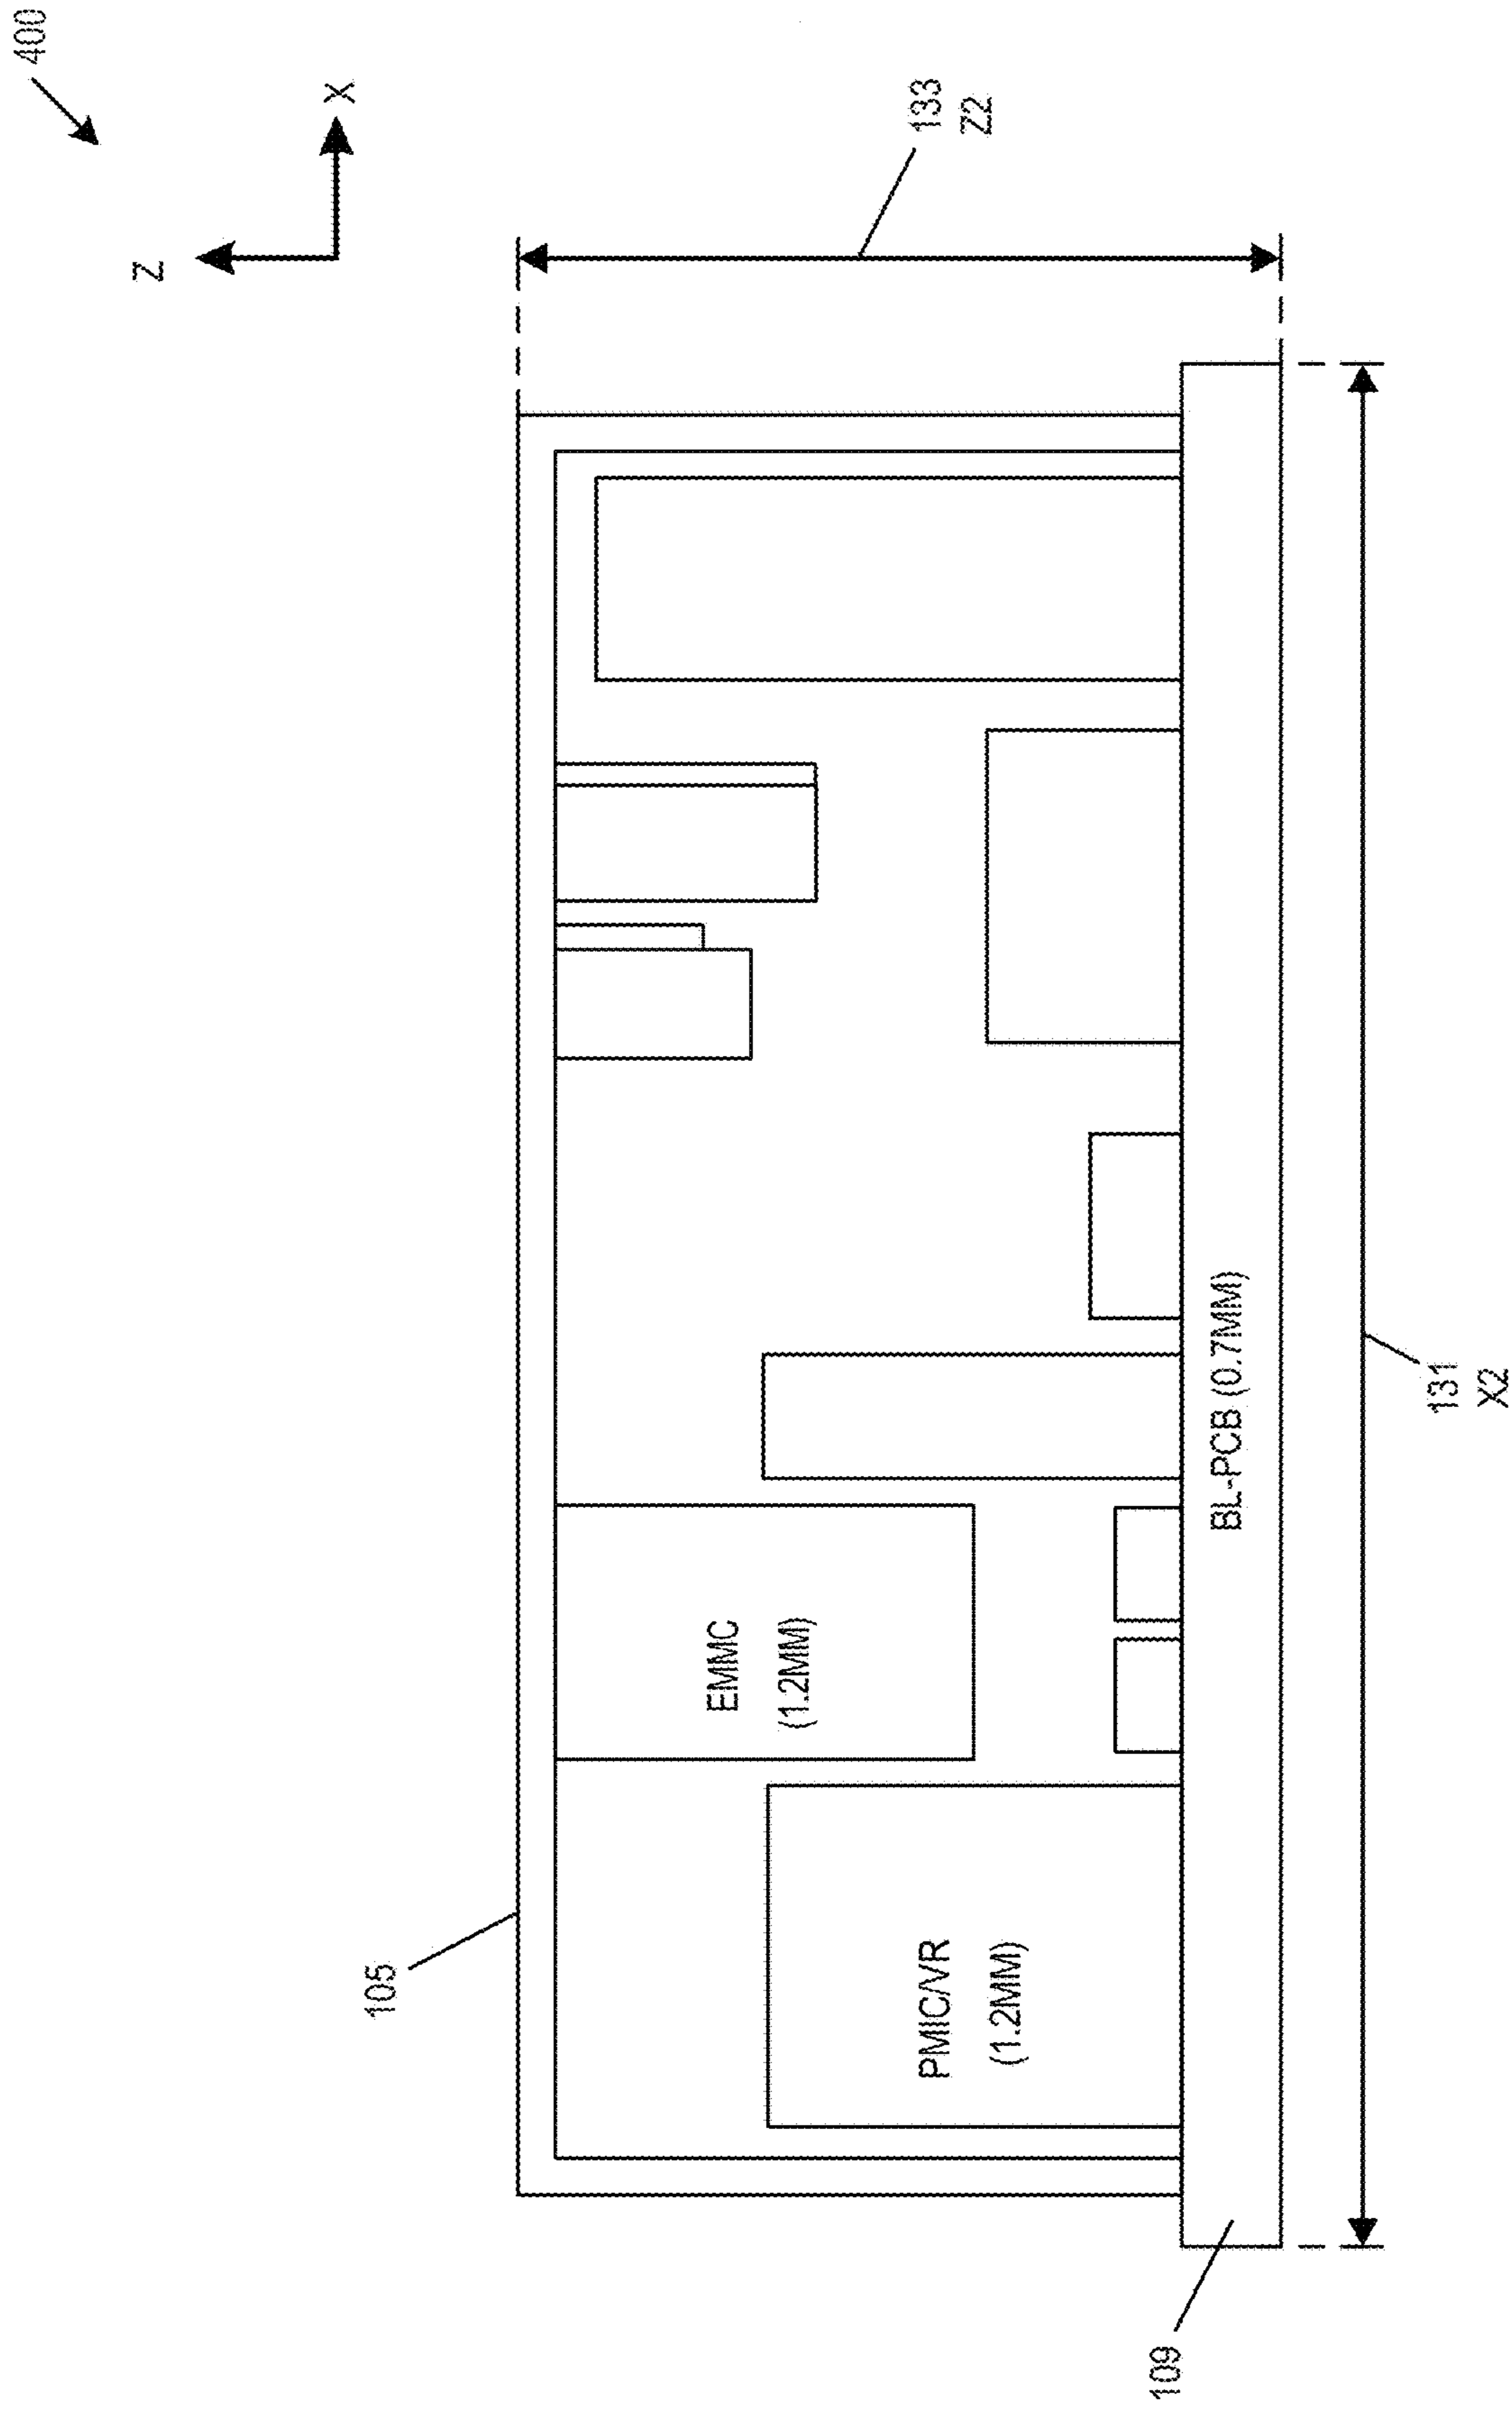 400
Z
X
133
Z2
105
EMMC
(1.2MM)
PMIC/VR
(1.2MM)
BL-PCB (0.7MM)
109
131
X2